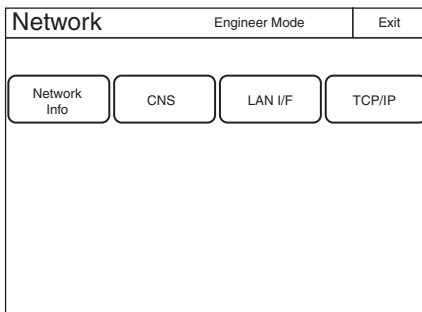 Network Engineer Mode Exit
Network
Info
CNS
LAN I/F
TCP/IP